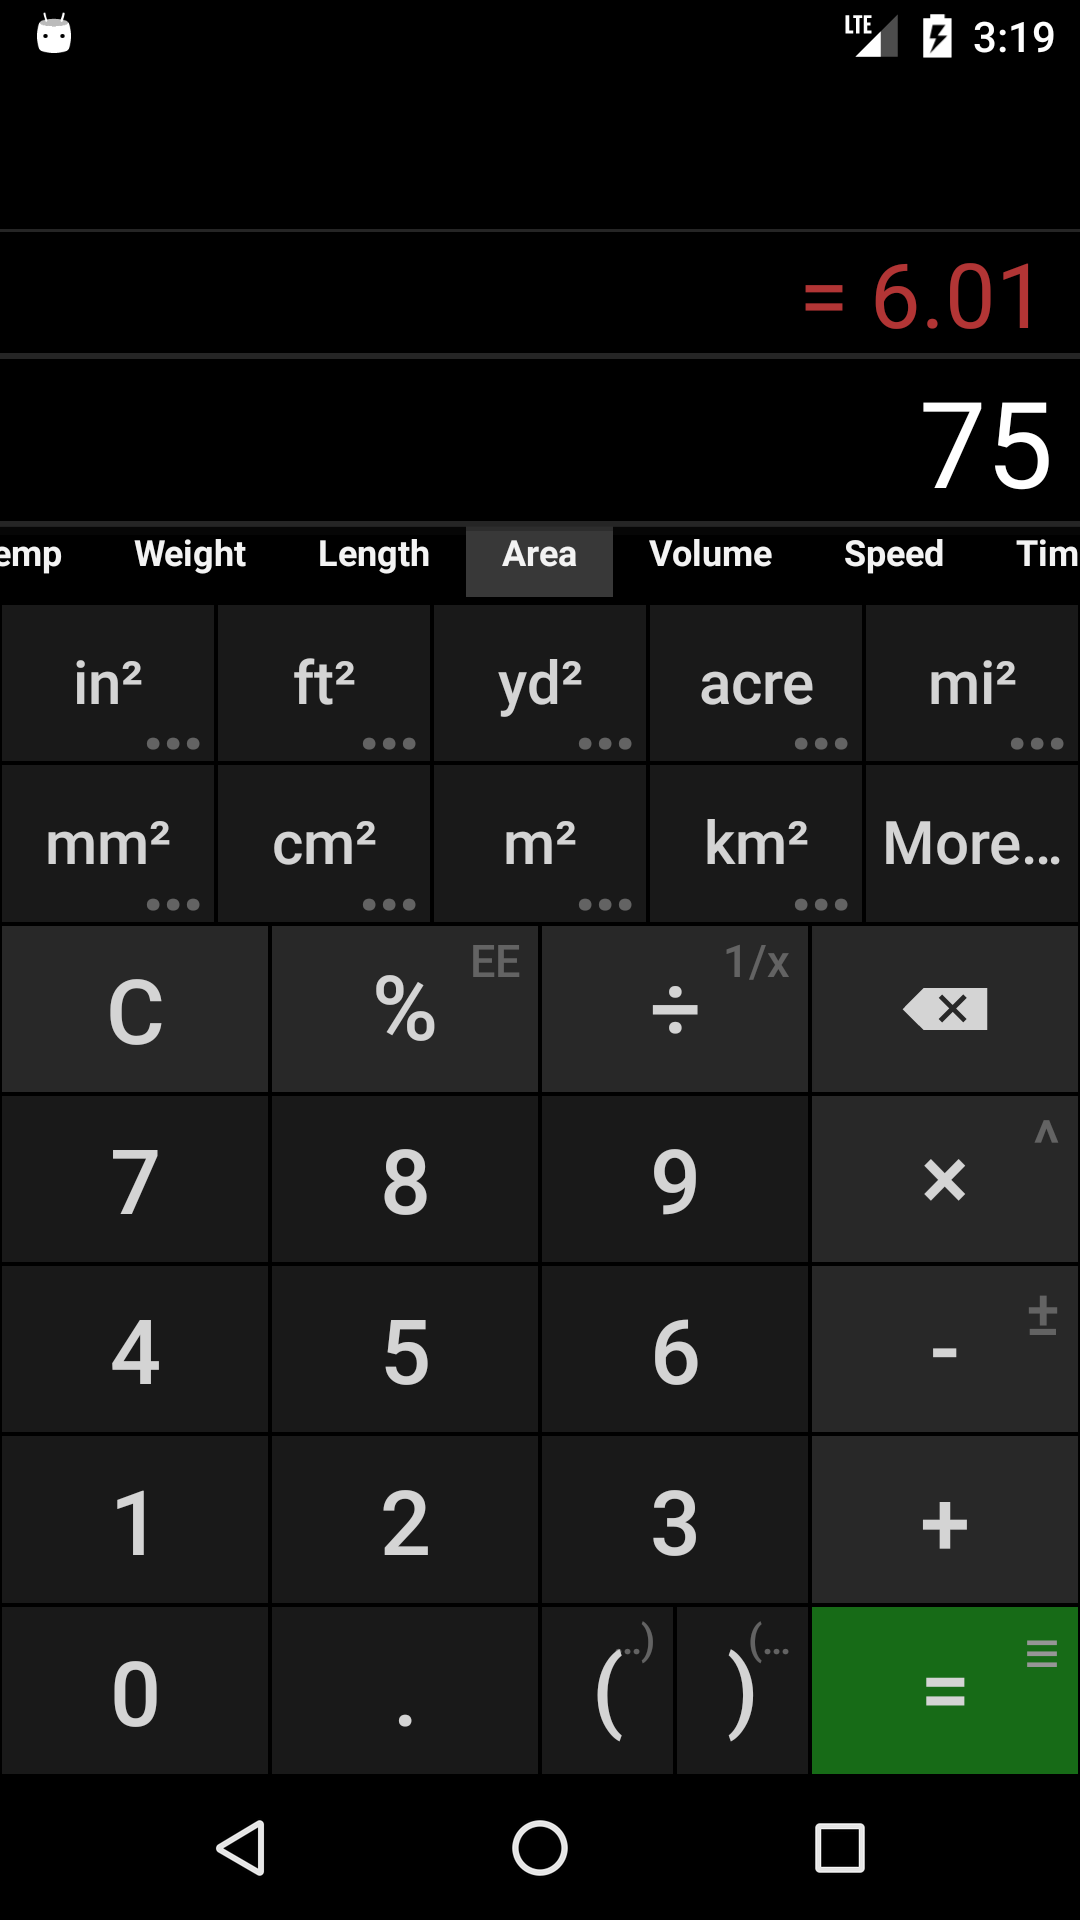 LTE 3:19
= 6.01
75
emp Weight Length Area Volume Speed Tim
in² ft² yd² acre mi²
mm² cm² m² km² More...
C % EE ÷ 1/x
7 8 9 × ^
4 5 6 - ±
1 2 3 +
0 . ( ..) ) (... =